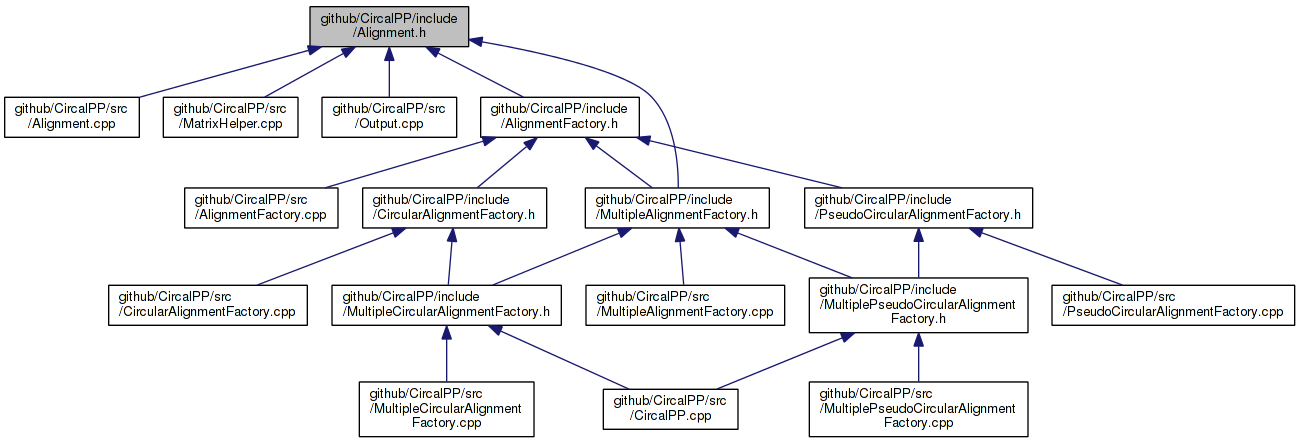 github/CircalPP/include
/Alignment.h
github/CircalPP/src
/Alignment.cpp
github/CircalPP/src
/MatrixHelper.cpp
github/CircalPP/src
/Output.cpp
github/CircalPP/include
/AlignmentFactory.h
github/CircalPP/src
/AlignmentFactory.cpp
github/CircalPP/include
/CircularAlignmentFactory.h
github/CircalPP/include
/MultipleAlignmentFactory.h
github/CircalPP/include
/PseudoCircularAlignmentFactory.h
github/CircalPP/src
/CircularAlignmentFactory.cpp
github/CircalPP/include
/MultipleCircularAlignmentFactory.h
github/CircalPP/src
/MultipleAlignmentFactory.cpp
github/CircalPP/include
/MultiplePseudoCircularAlignment
Factory.h
github/CircalPP/src
/PseudoCircularAlignmentFactory.cpp
github/CircalPP/src
/MultipleCircularAlignment
Factory.cpp
github/CircalPP/src
/CircalPP.cpp
github/CircalPP/src
/MultiplePseudoCircularAlignment
Factory.cpp